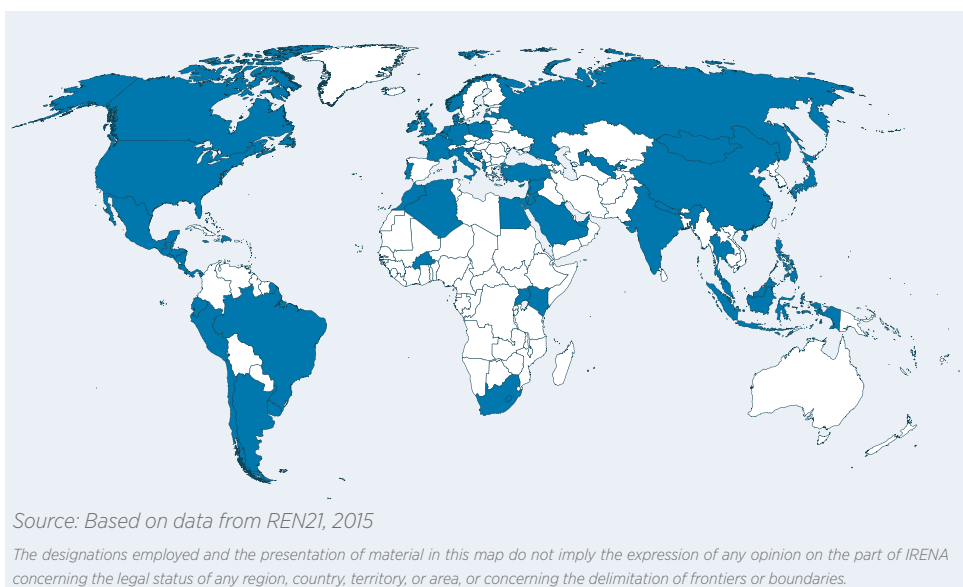 Source: Based on data from REN21, 2015
The designations employed and the presentation of material in this map do not imply the expression of any opinion on the part of IRENA
concerning the legal status of any region, country, territory, or area, or concerning the delimitation of frontiers or boundaries.